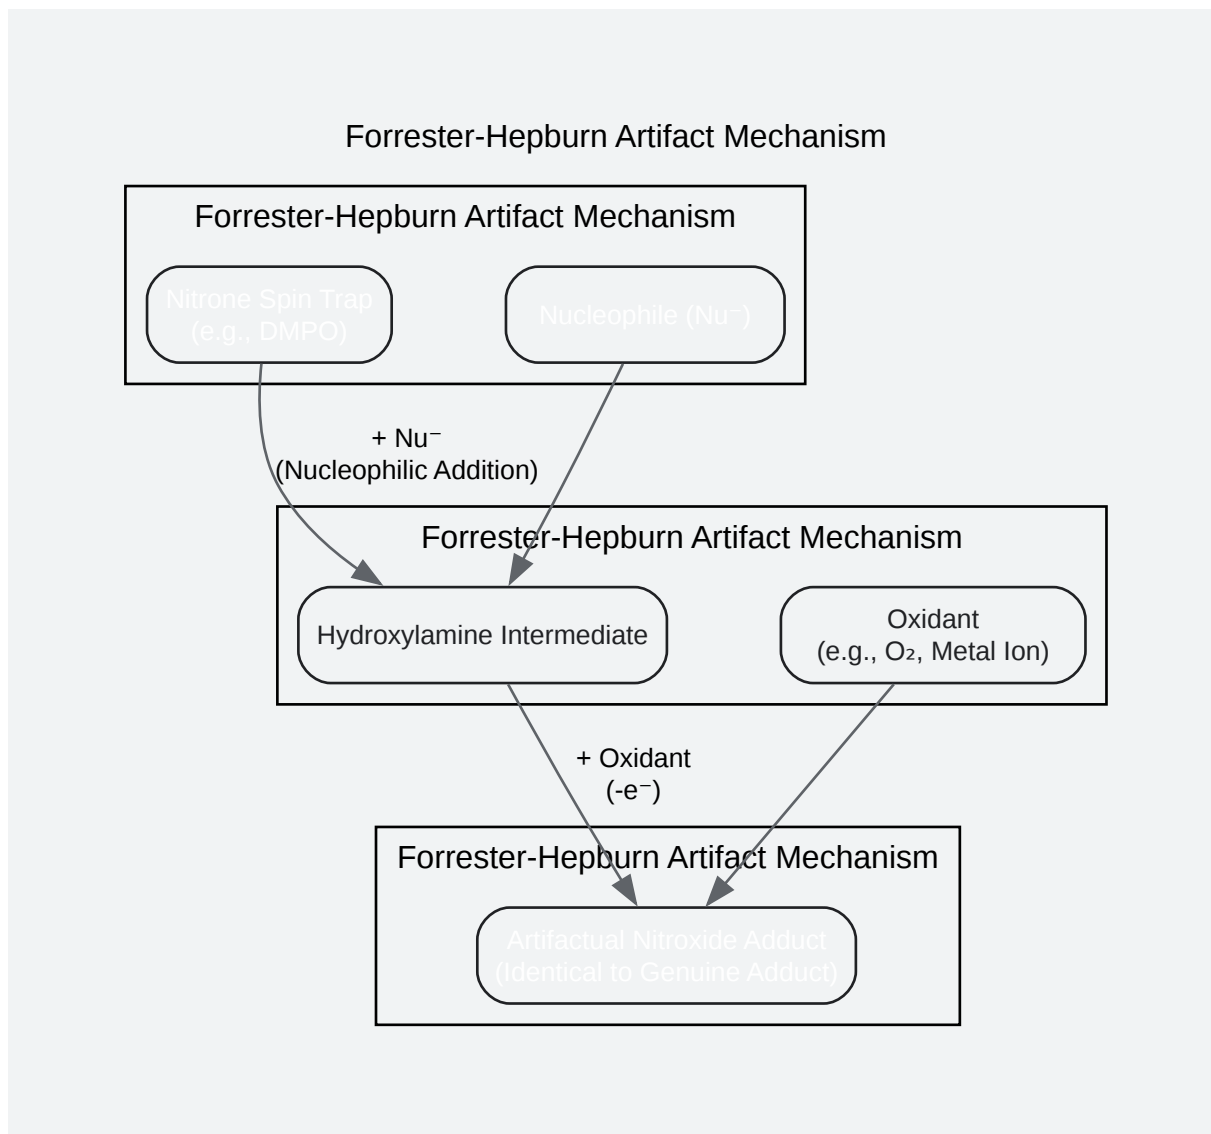 Forrester-Hepburn Artifact Mechanism
Forrester-Hepburn Artifact Mechanism
Nitrone Spin Trap
(e.g., DMPO)
Nucleophile (Nu⁻)
+ Nu⁻
(Nucleophilic Addition)
Forrester-Hepburn Artifact Mechanism
Hydroxylamine Intermediate
Oxidant
(e.g., O₂, Metal Ion)
+ Oxidant
(-e⁻)
Forrester-Hepburn Artifact Mechanism
Artifactual Nitroxide Adduct
(Identical to Genuine Adduct)